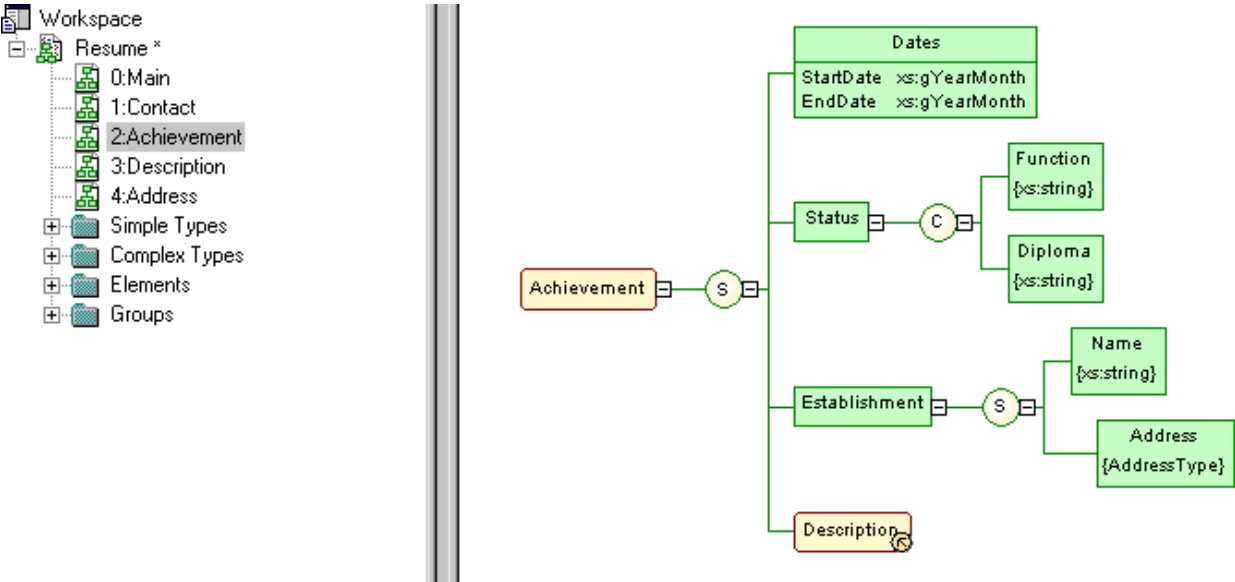 Workspace
Resume *
0:Main
1:Contact
2:Achievement
3:Description
4:Address
Simple Types
Complex Types
Elements
Groups
Dates
StartDate xs:gYearMonth
EndDate xs:gYearMonth
Function
{xs:string}
Status
C
Diploma
{xs:string}
Achievement
S
Name
{xs:string}
Establishment
S
Address
{AddressType}
Description